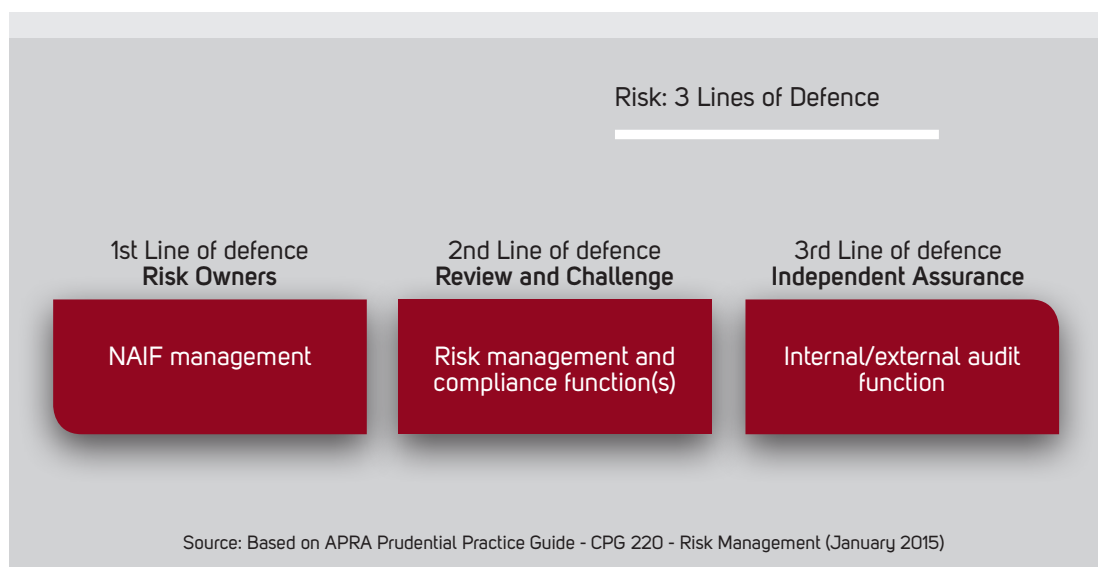 Risk: 3 Lines of Defence
1st Line of defence
Risk Owners
NAIF management
2nd Line of defence
Review and Challenge
Risk management and
compliance function(s)
3rd Line of defence
Independent Assurance
Internal/external audit
function
Source: Based on APRA Prudential Practice Guide - CPG 220 - Risk Management (January 2015)